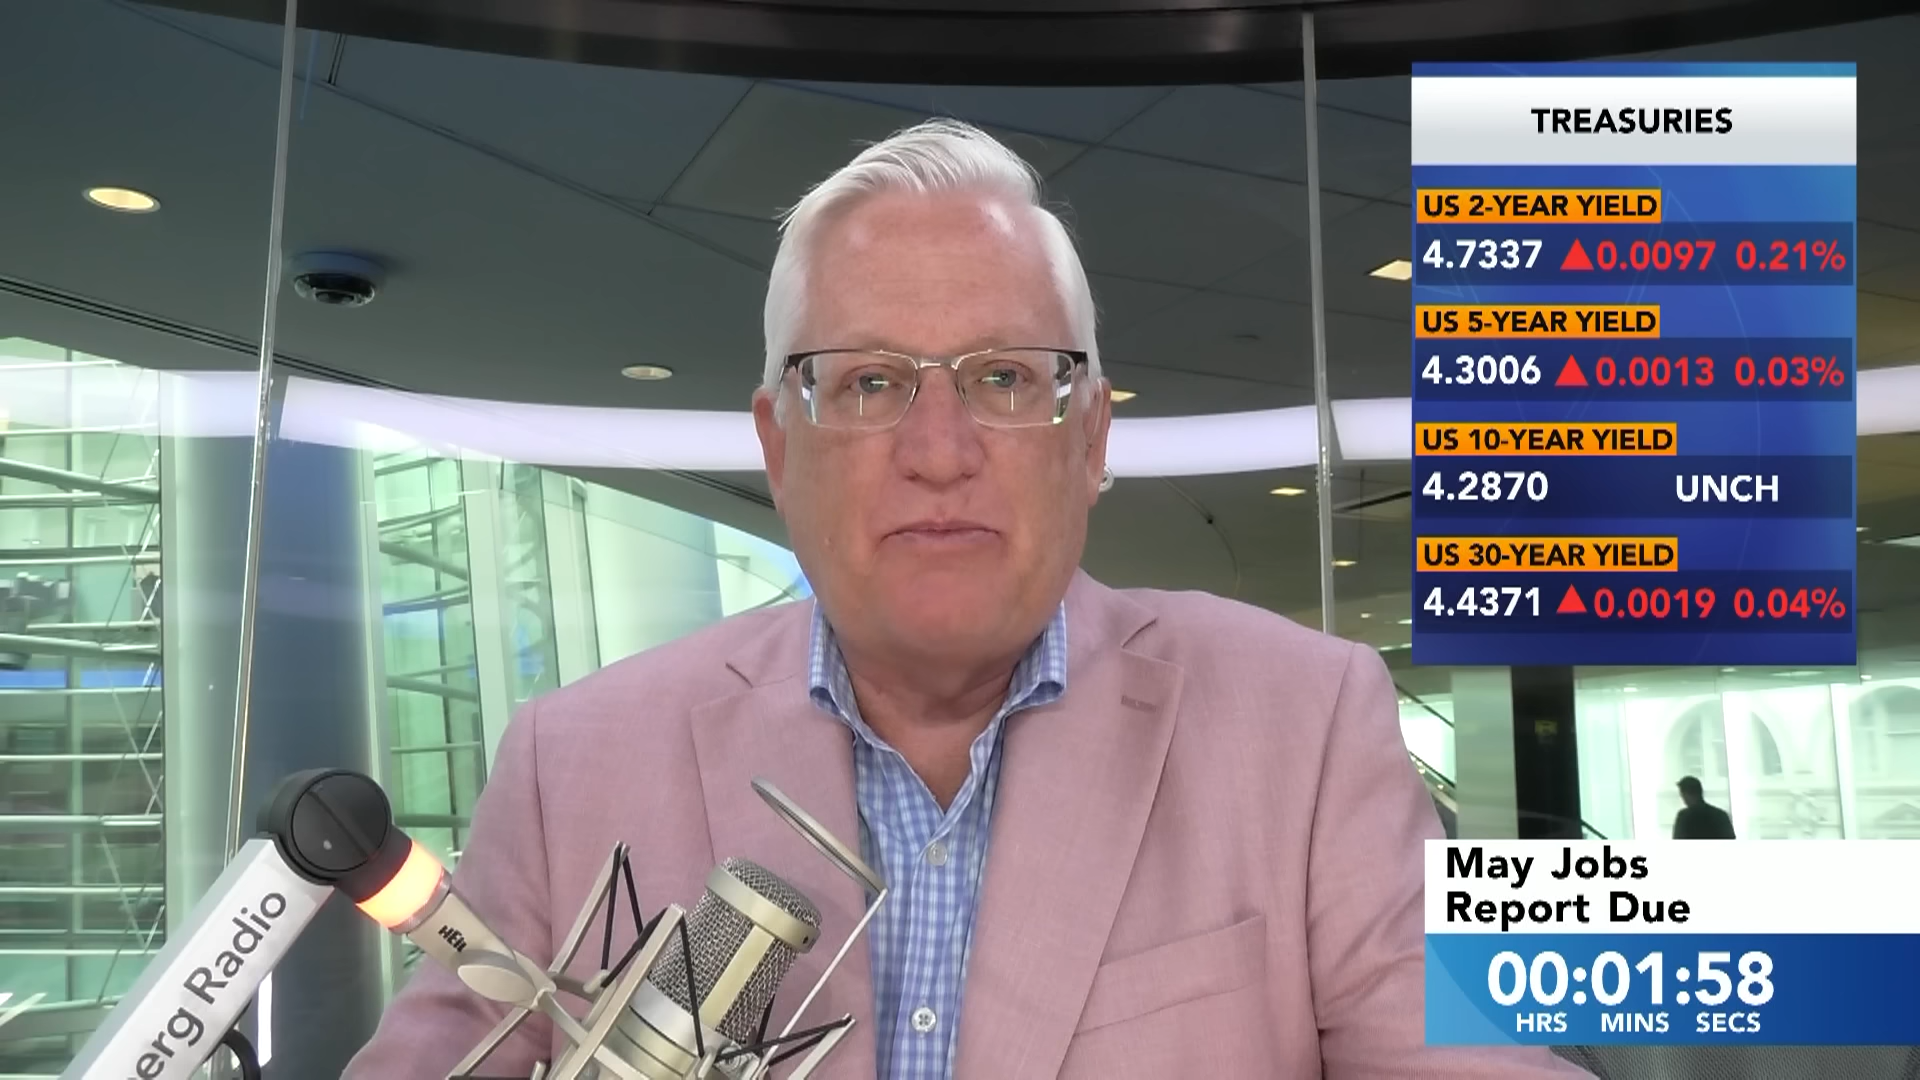 TREASURIES
US 2-YEAR YIELD
4.7337 ▲0.0097 0.21%
US 5-YEAR YIELD
4.3006 ▲0.0013 0.03%
US 10-YEAR YIELD
4.2870 UNCH
US 30-YEAR YIELD
4.4371 ▲0.0019 0.04%
May Jobs
Report Due
00:01:58
HRS MINS SECS
HEIL
erg Radio